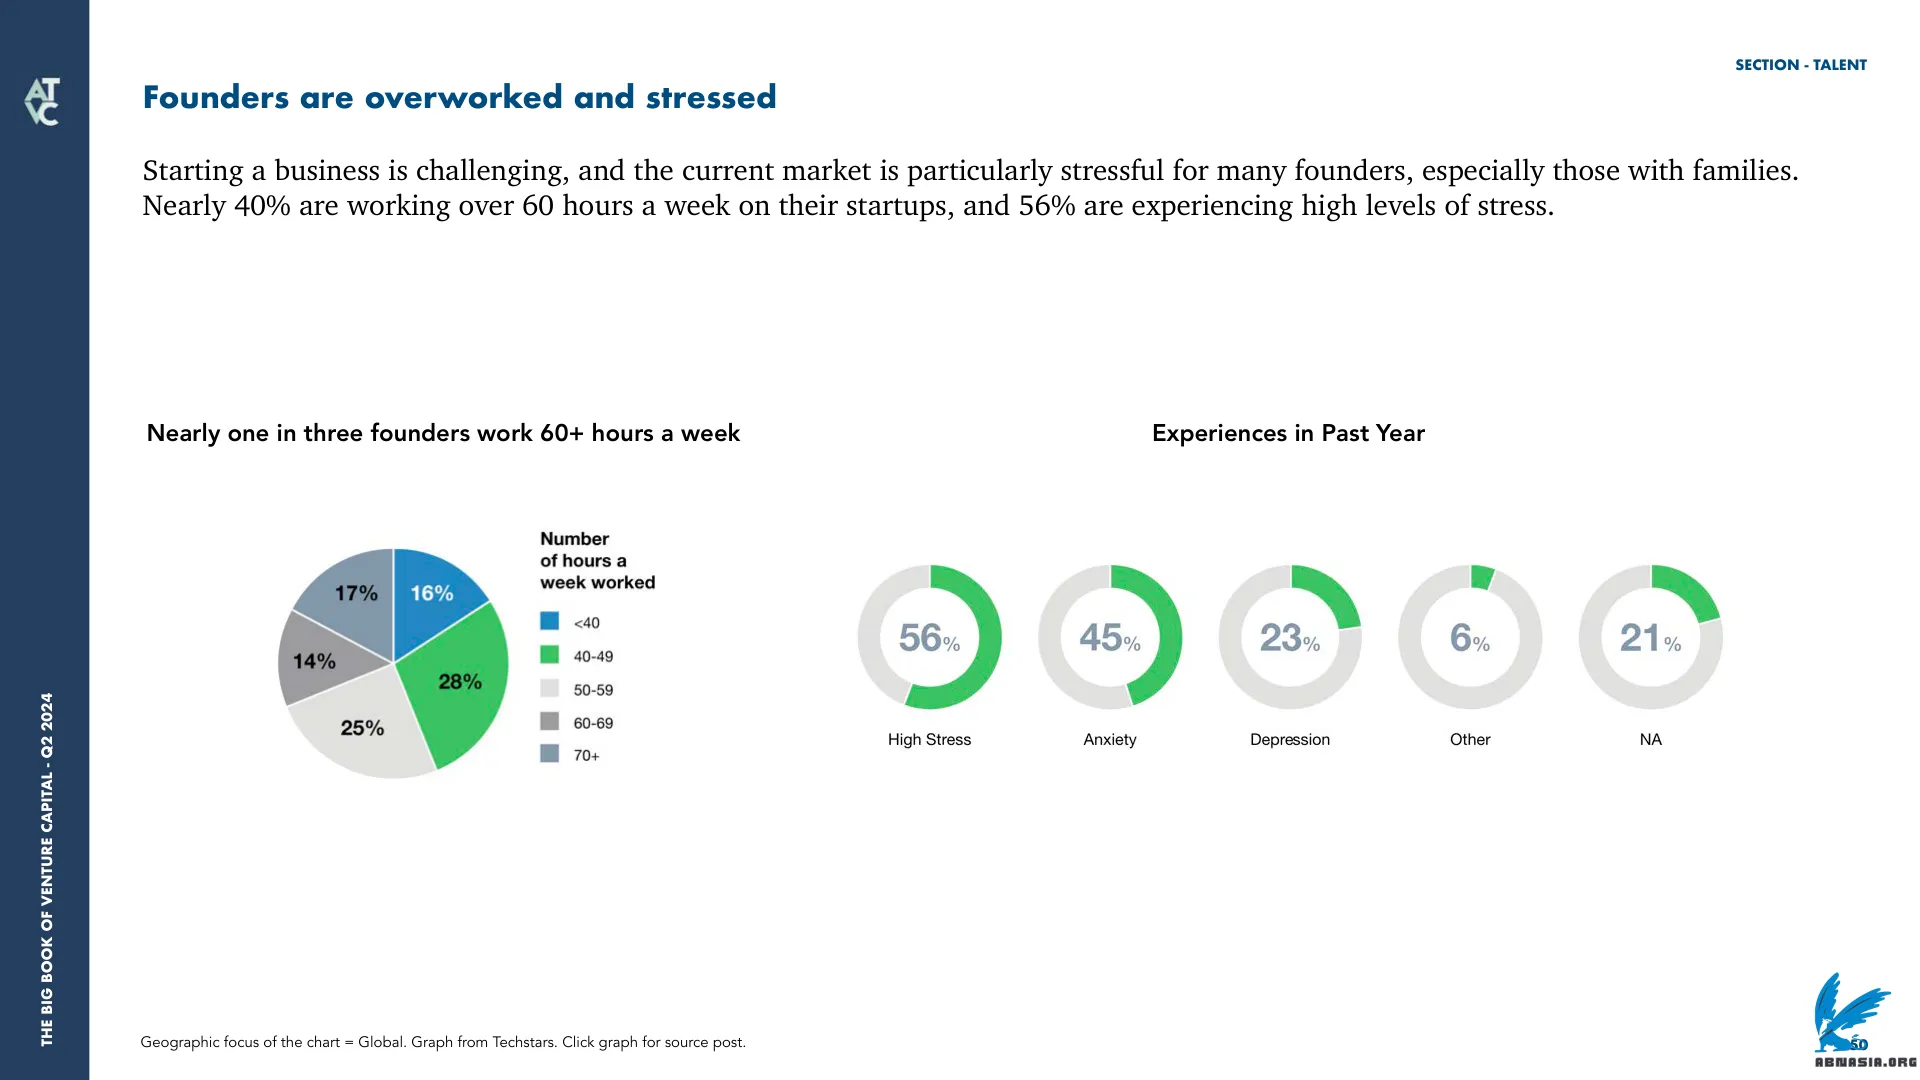 AT
VC
SECTION - TALENT
Founders are overworked and stressed
Starting a business is challenging, and the current market is particularly stressful for many founders, especially those with families.
Nearly 40% are working over 60 hours a week on their startups, and 56% are experiencing high levels of stress.
Nearly one in three founders work 60+ hours a week
17%
16%
14%
28%
25%
Number
of hours a
week worked
<40
40-49
50-59
60-69
70+
Experiences in Past Year
56%
45%
23%
6%
21%
High Stress
Anxiety
Depression
Other
NA
THE BIG BOOK OF VENTURE CAPITAL - Q2 2024
Geographic focus of the chart = Global. Graph from Techstars. Click graph for source post.
50
ABNASIA.ORG